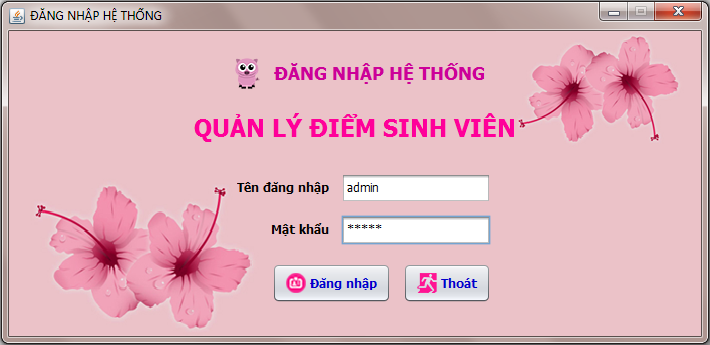 ĐĂNG NHẬP HỆ THỐNG
ĐĂNG NHẬP HỆ THỐNG
QUẢN LÝ ĐIỂM SINH VIÊN
Tên đăng nhập admin
Mật khẩu *****
Đăng nhập Thoát